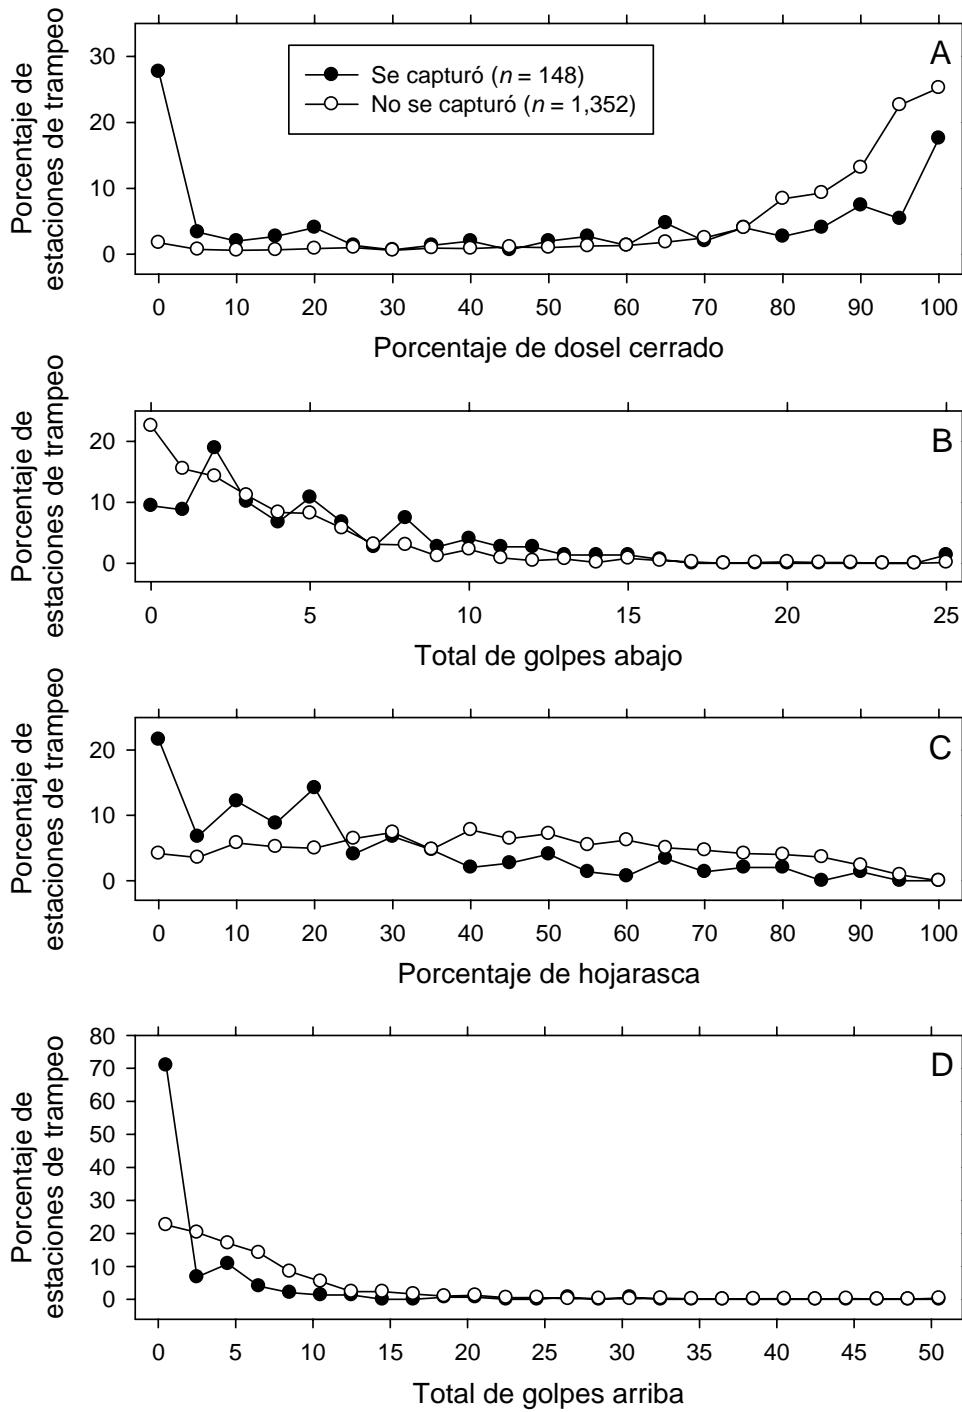 Porcentaje de
estaciones de trampeo
30
20
10
0
A
Se capturó (n = 148)
No se capturó (n = 1,352)
0 10 20 30 40 50 60 70 80 90 100
Porcentaje de dosel cerrado
Porcentaje de
estaciones de trampeo
20
10
0
B
0 5 10 15 20 25
Total de golpes abajo
Porcentaje de
estaciones de trampeo
20
10
0
C
0 10 20 30 40 50 60 70 80 90 100
Porcentaje de hojarasca
Porcentaje de
estaciones de trampeo
80
70
60
50
40
30
20
10
0
D
0 5 10 15 20 25 30 35 40 45 50
Total de golpes arriba